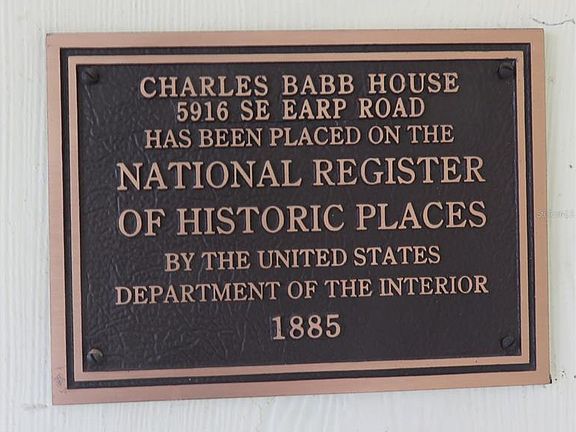 CHARLES BABB HOUSE
5916 SE EARP ROAD
HAS BEEN PLACED ON THE
NATIONAL REGISTER
OF HISTORIC PLACES
BY THE UNITED STATES
DEPARTMENT OF THE INTERIOR
1885